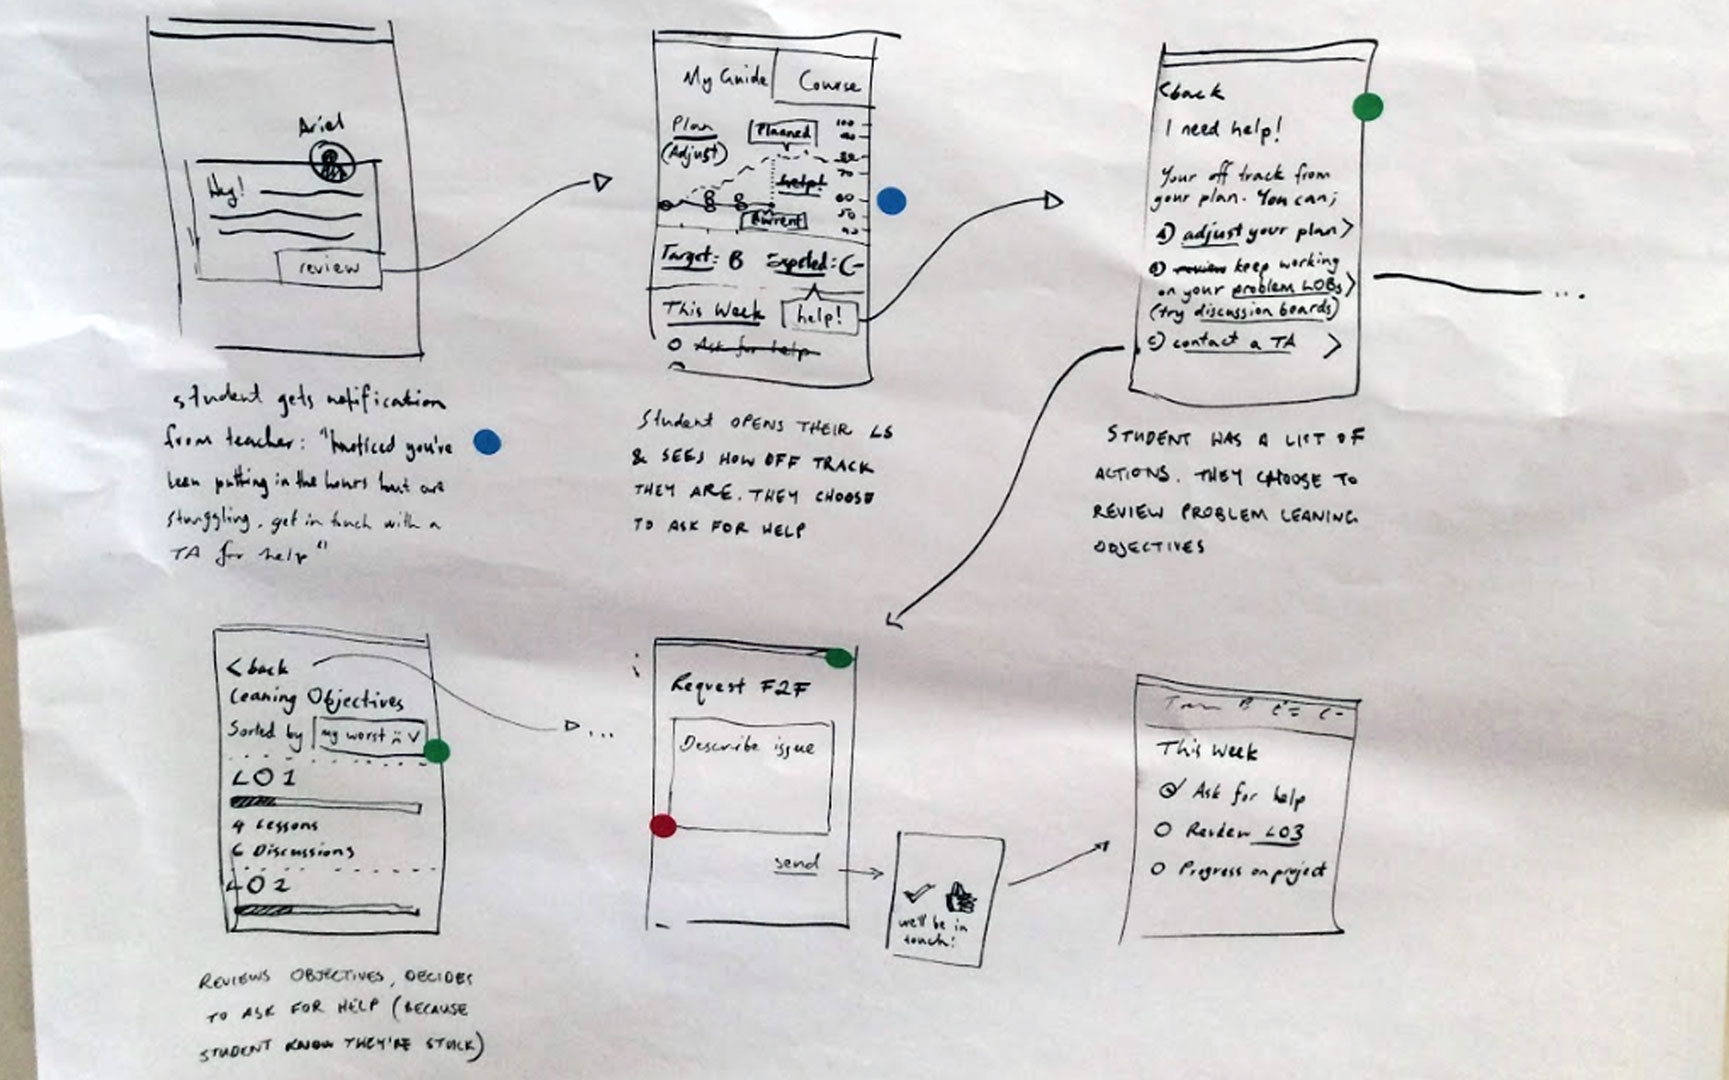 Ariel
Hey!
review
student gets notification
from teacher: "I noticed you've
been putting in the hours but are
struggling. get in touch with a
TA for help"
My Guide
Course
Plan
(Adjust)
Planned
help!
Current
100
90
80
70
60
50
40
Target: B Expeted: C-
This Week
help!
Ask for help
Student OPENS THEIR LS
& SEES HOW OFF TRACK
THEY ARE. THEY CHOOSE
TO ASK FOR HELP
<back
I need help!
Your off track from
your plan. You can;
a) adjust your plan >
review keep working
on your problem LOBs >
(try discussion boards)
c) contact a TA >
...
STUDENT HAS A LIST OF
ACTIONS. THEY CHOOSE TO
REVIEW PROBLEM LEANING
OBJECTIVES
< back
Leaning Objectives
Sorted by my worst
LO 1
4 Lessons
6 Discussions
LO 2
...
REVIEWS OBJECTIVES, DECIDES
TO ASK FOR HELP (BECAUSE
STUDENT KNOW THEY'RE STUCK)
Request F2F
Describe issue
send
we'll be in
touch!
B C-
This Week
Ask for help
Review LO3
Progress on project